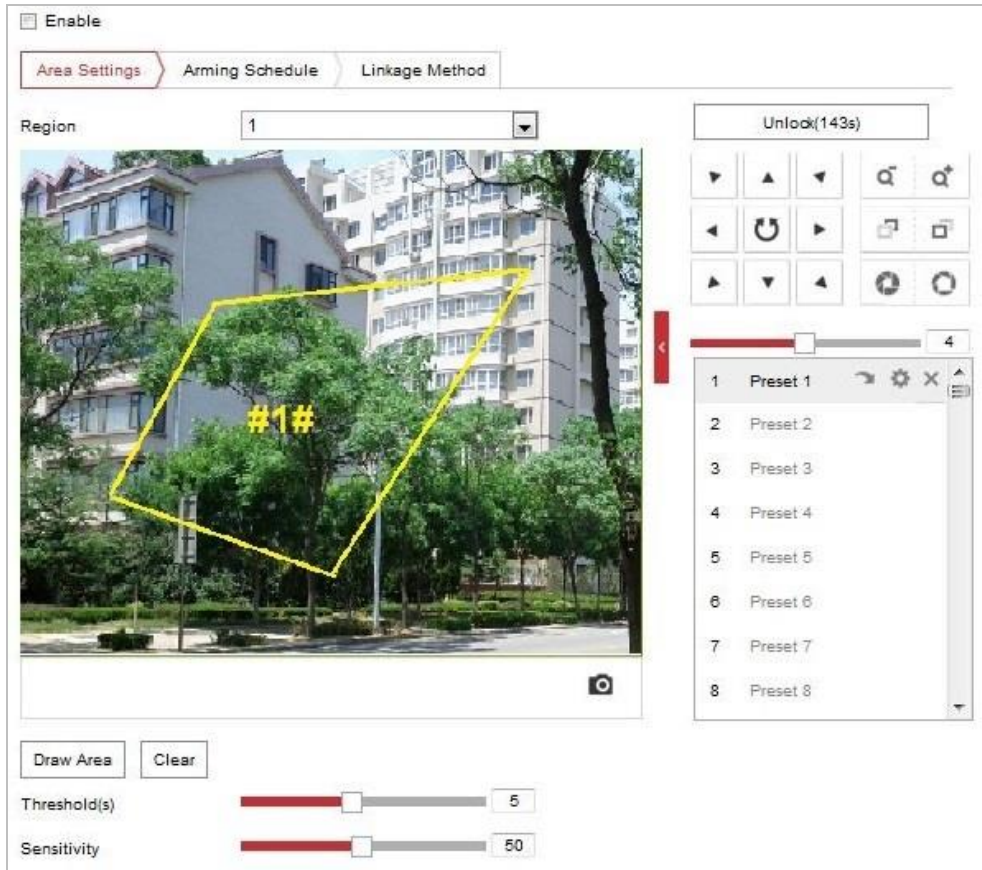 Enable
Area Settings Arming Schedule Linkage Method
Region 1
Unlock(143s)
#1#
4
1 Preset 1
2 Preset 2
3 Preset 3
4 Preset 4
5 Preset 5
6 Preset 6
7 Preset 7
8 Preset 8
Draw Area Clear
Threshold(s) 5
Sensitivity 50